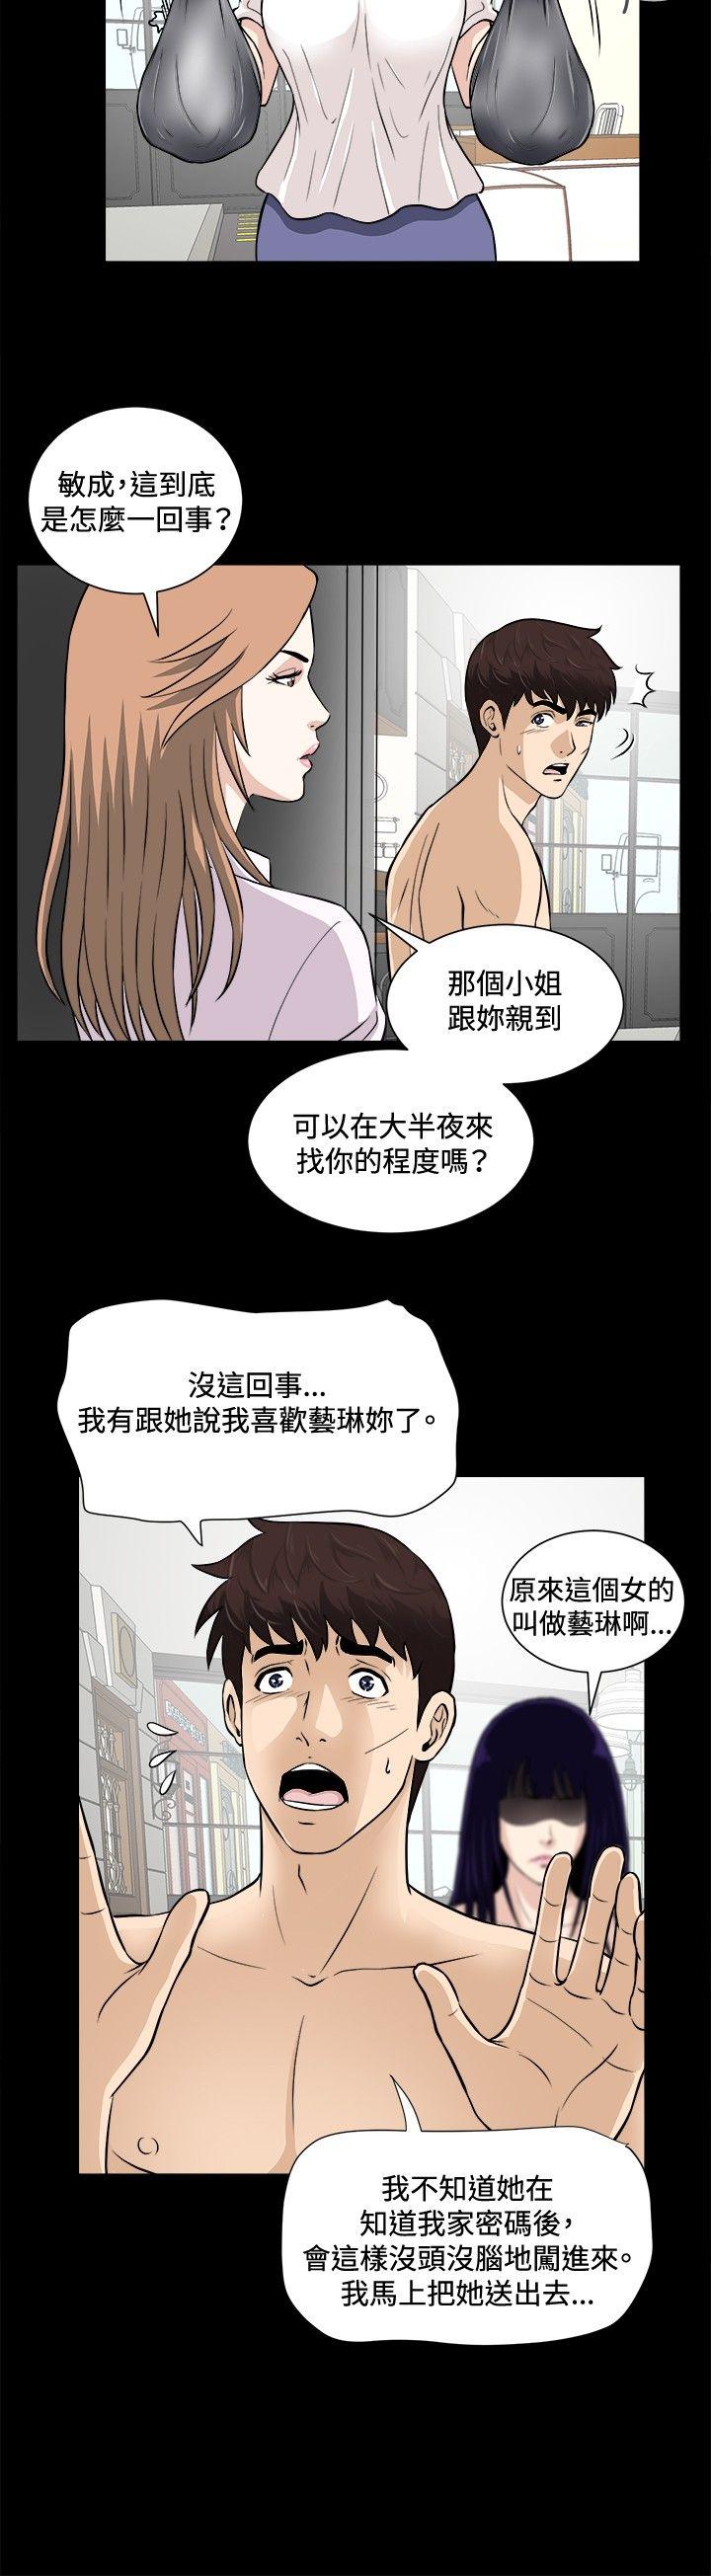 敏成，這到底
是怎麼一回事？
那個小姐
跟妳親到
可以在大半夜來
找你的程度嗎？
沒這回事...
我有跟她說我喜歡藝琳妳了。
原來這個女的
叫做藝琳啊...
我不知道她在
知道我家密碼後，
會這樣沒頭沒腦地闖進來。
我馬上把她送出去...